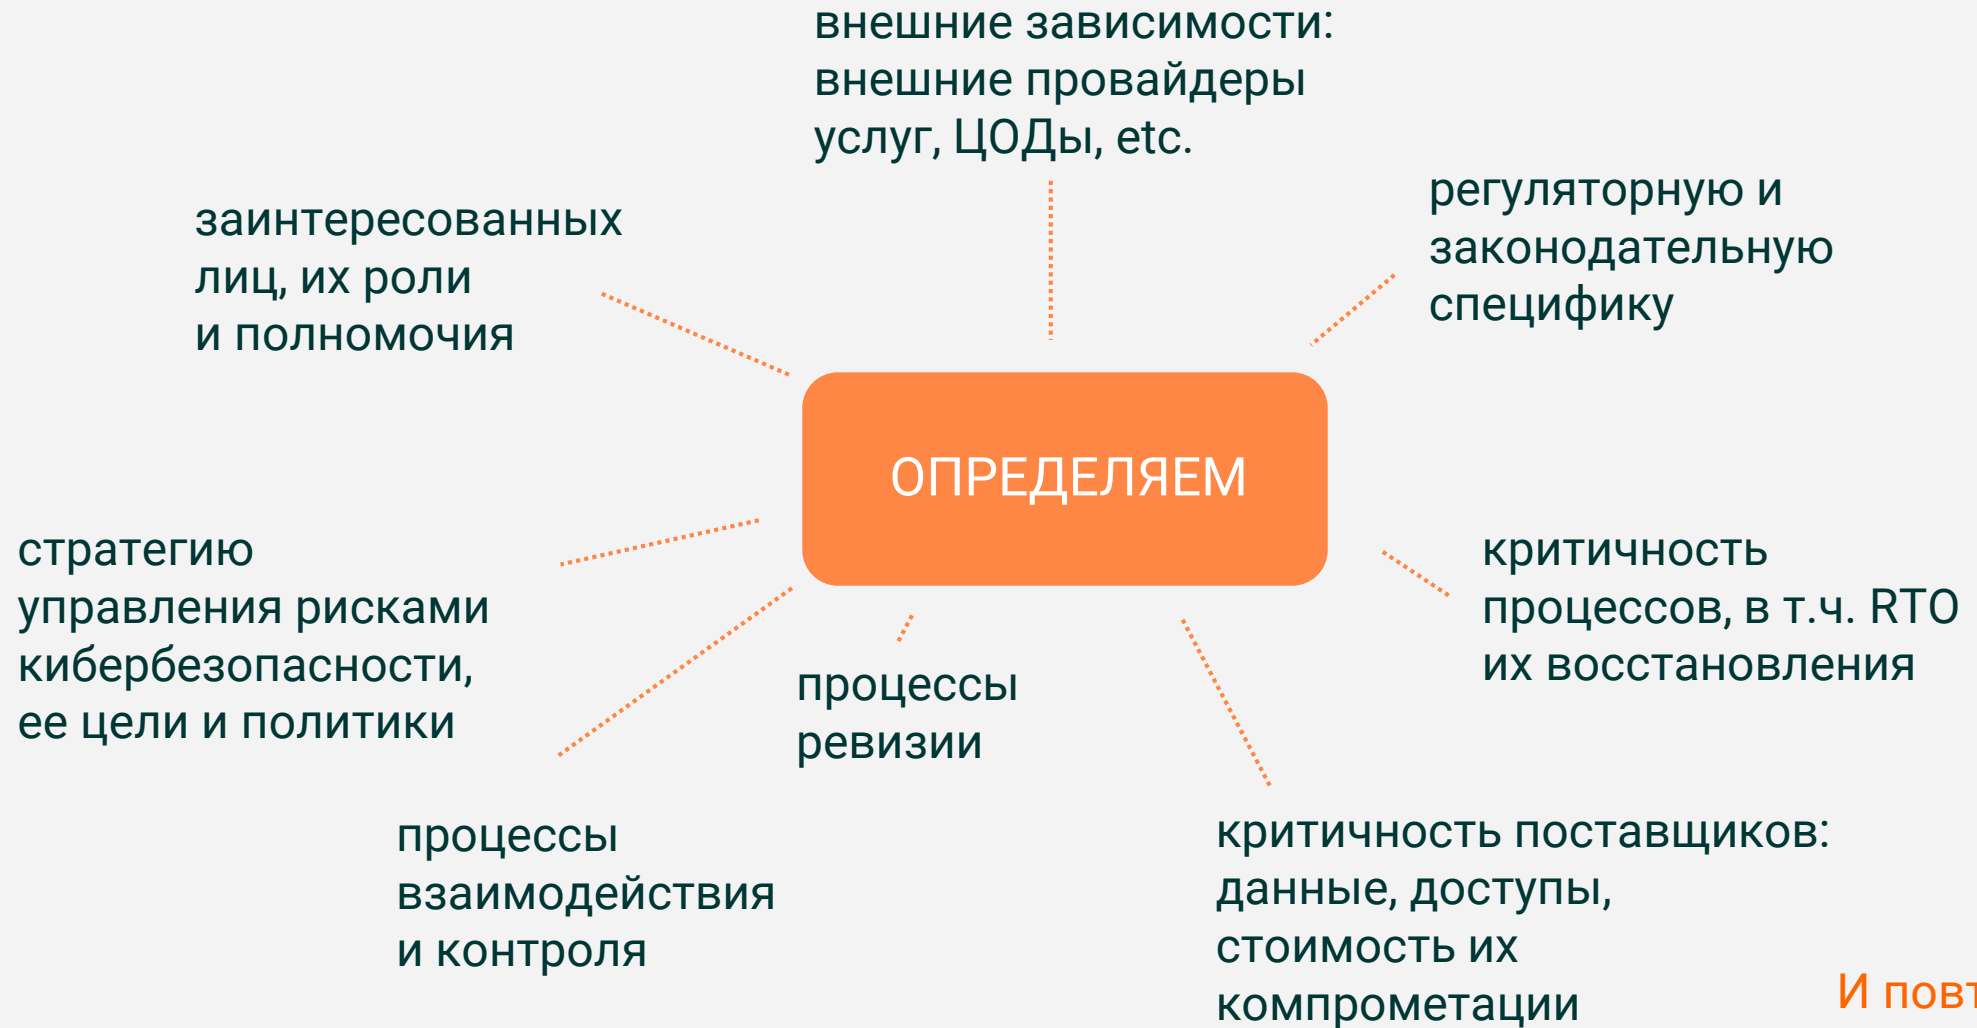 внешние зависимости:
внешние провайдеры
услуг, ЦОДы, etc.
заинтересованных
лиц, их роли
и полномочия
регуляторную и
законодательную
специфику
ОПРЕДЕЛЯЕМ
стратегию
управления рисками
кибербезопасности,
ее цели и политики
критичность
процессов, в т.ч. RTO
их восстановления
процессы
ревизии
процессы
взаимодействия
и контроля
критичность поставщиков:
данные, доступы,
стоимость их
компрометации
И повт